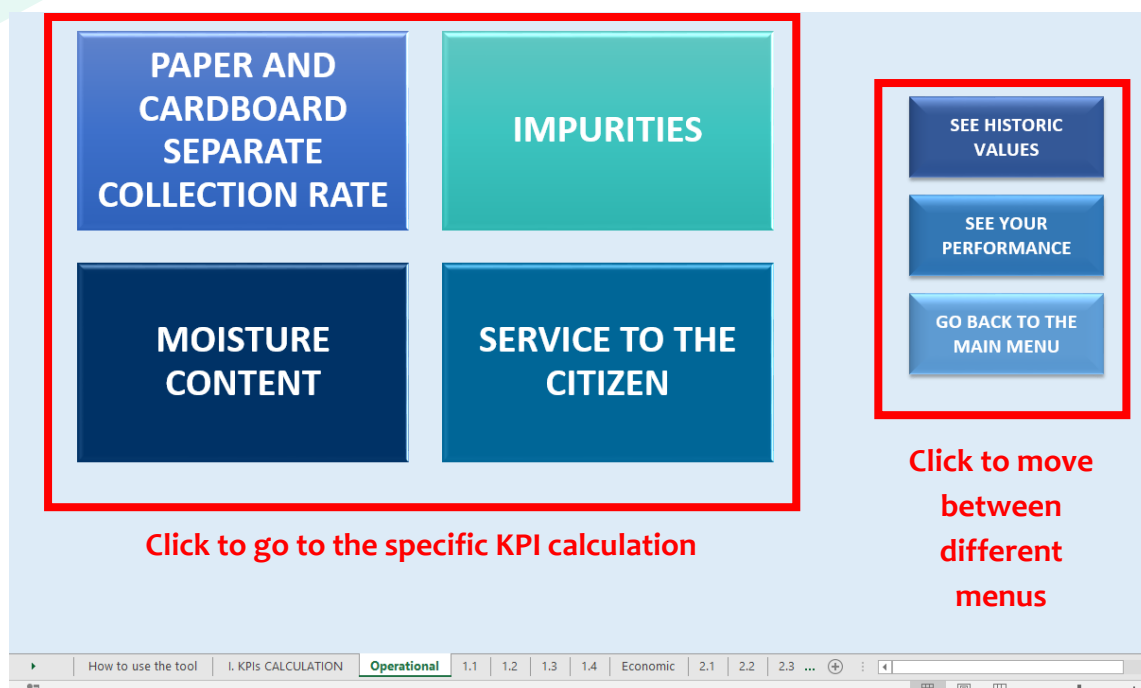 PAPER AND
CARDBOARD
SEPARATE
COLLECTION RATE
IMPURITIES
MOISTURE
CONTENT
SERVICE TO THE
CITIZEN
Click to go to the specific KPI calculation
SEE HISTORIC
VALUES
SEE YOUR
PERFORMANCE
GO BACK TO THE
MAIN MENU
Click to move
between
different
menus
How to use the tool I. KPIs CALCULATION Operational 1.1 1.2 1.3 1.4 Economic 2.1 2.2 2.3 ...